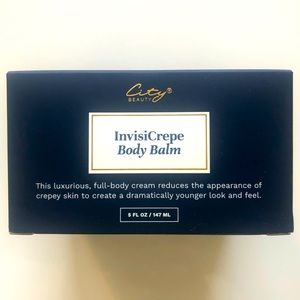 City®
BEAUTY
InvisiCrepe
Body Balm
This luxurious, full-body cream reduces the appearance of
crepey skin to create a dramatically younger look and feel.
5 FL OZ / 147 ML